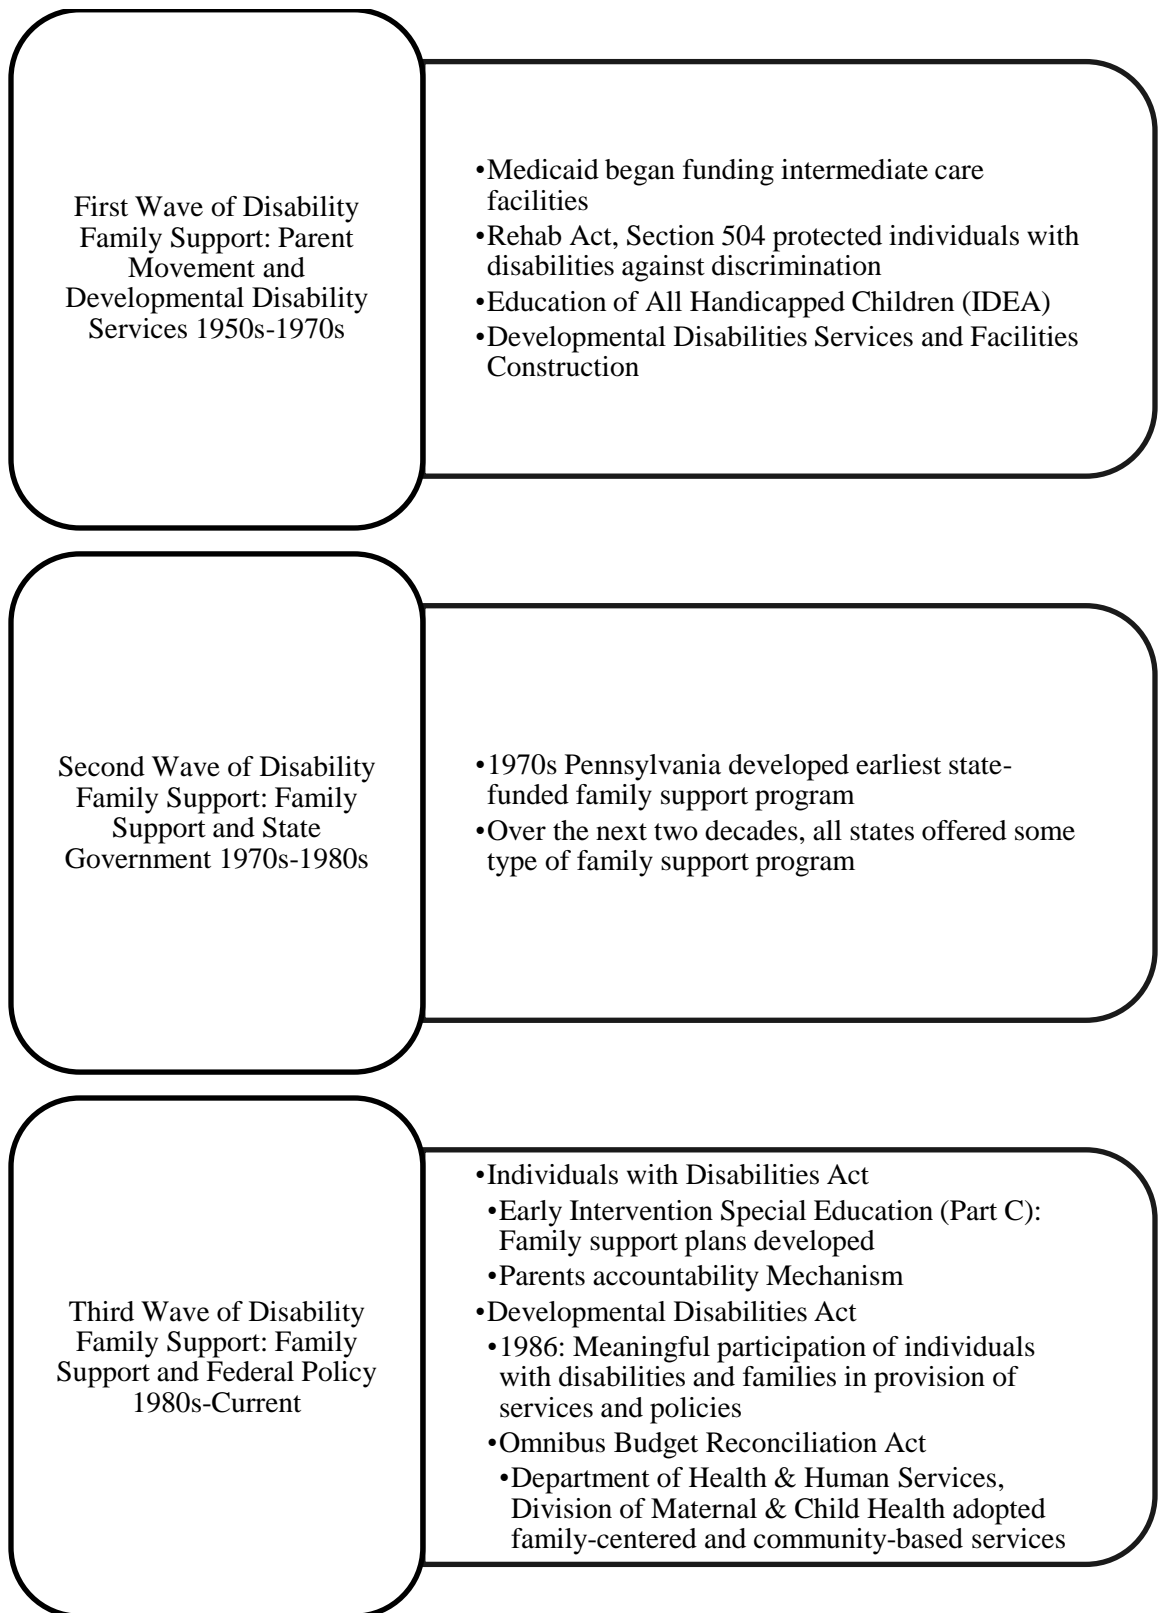 First Wave of Disability
Family Support: Parent
Movement and
Developmental Disability
Services 1950s-1970s
•Medicaid began funding intermediate care
facilities
•Rehab Act, Section 504 protected individuals with
disabilities against discrimination
•Education of All Handicapped Children (IDEA)
•Developmental Disabilities Services and Facilities
Construction
Second Wave of Disability
Family Support: Family
Support and State
Government 1970s-1980s
•1970s Pennsylvania developed earliest state-
funded family support program
•Over the next two decades, all states offered some
type of family support program
Third Wave of Disability
Family Support: Family
Support and Federal Policy
1980s-Current
•Individuals with Disabilities Act
•Early Intervention Special Education (Part C):
Family support plans developed
•Parents accountability Mechanism
•Developmental Disabilities Act
•1986: Meaningful participation of individuals
with disabilities and families in provision of
services and policies
•Omnibus Budget Reconciliation Act
•Department of Health & Human Services,
Division of Maternal & Child Health adopted
family-centered and community-based services